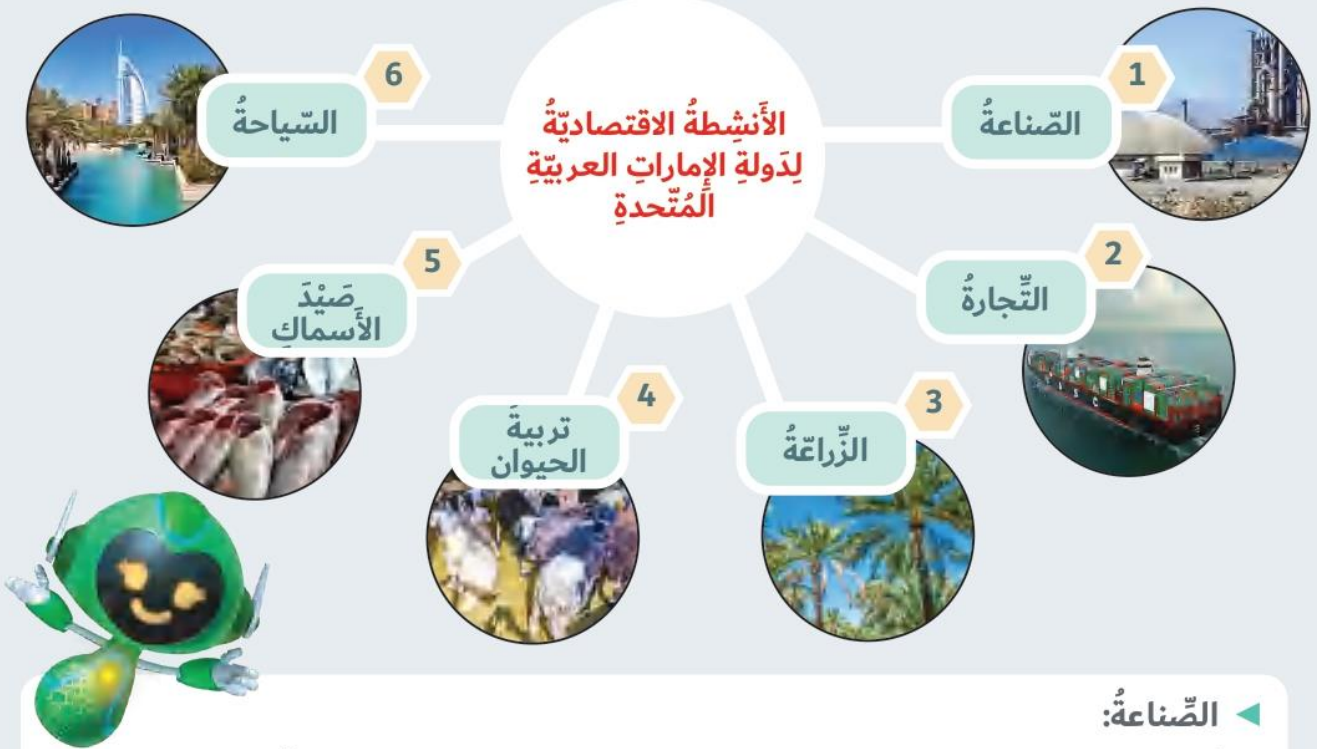 الأَنشِطةُ الاقتصاديّةُ
لِدَولةِ الإماراتِ العربيّةِ
المُتّحدةِ
1
الصّناعةُ
2
التِّجارةُ
3
الزِّراعّةُ
4
تربيةُ
الحيوان
5
صَيْدَ
الأَسماكِ
6
السّياحةُ
الصِّناعةُ: